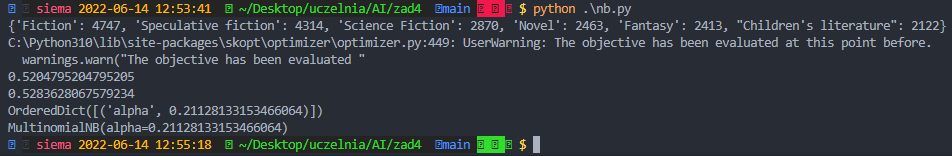 siema 2022-06-14 12:53:41 ~/Desktop/uczelnia/AI/zad4 main $ python .\nb.py
{'Fiction': 4747, 'Speculative fiction': 4314, 'Science Fiction': 2870, 'Novel': 2463, 'Fantasy': 2413, "Children's literature": 2122}
C:\Python310\lib\site-packages\skopt\optimizer\optimizer.py:449: UserWarning: The objective has been evaluated at this point before.
  warnings.warn("The objective has been evaluated "
0.5204795204795205
0.5283628067579234
OrderedDict([('alpha', 0.21128133153466064)])
MultinomialNB(alpha=0.21128133153466064)
siema 2022-06-14 12:55:18 ~/Desktop/uczelnia/AI/zad4 main $